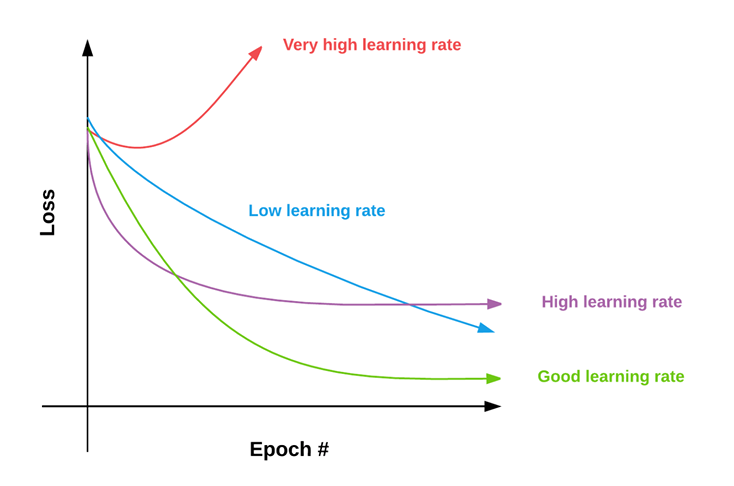 Very high learning rate
Loss
Low learning rate
High learning rate
Good learning rate
Epoch #